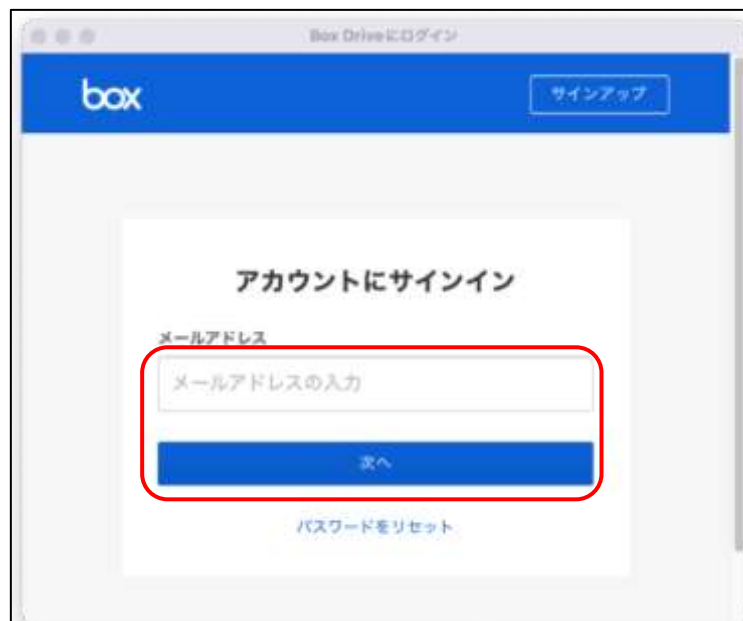 Box Driveにログイン
box
サインアップ
アカウントにサインイン
メールアドレス
メールアドレスの入力
次へ
パスワードをリセット